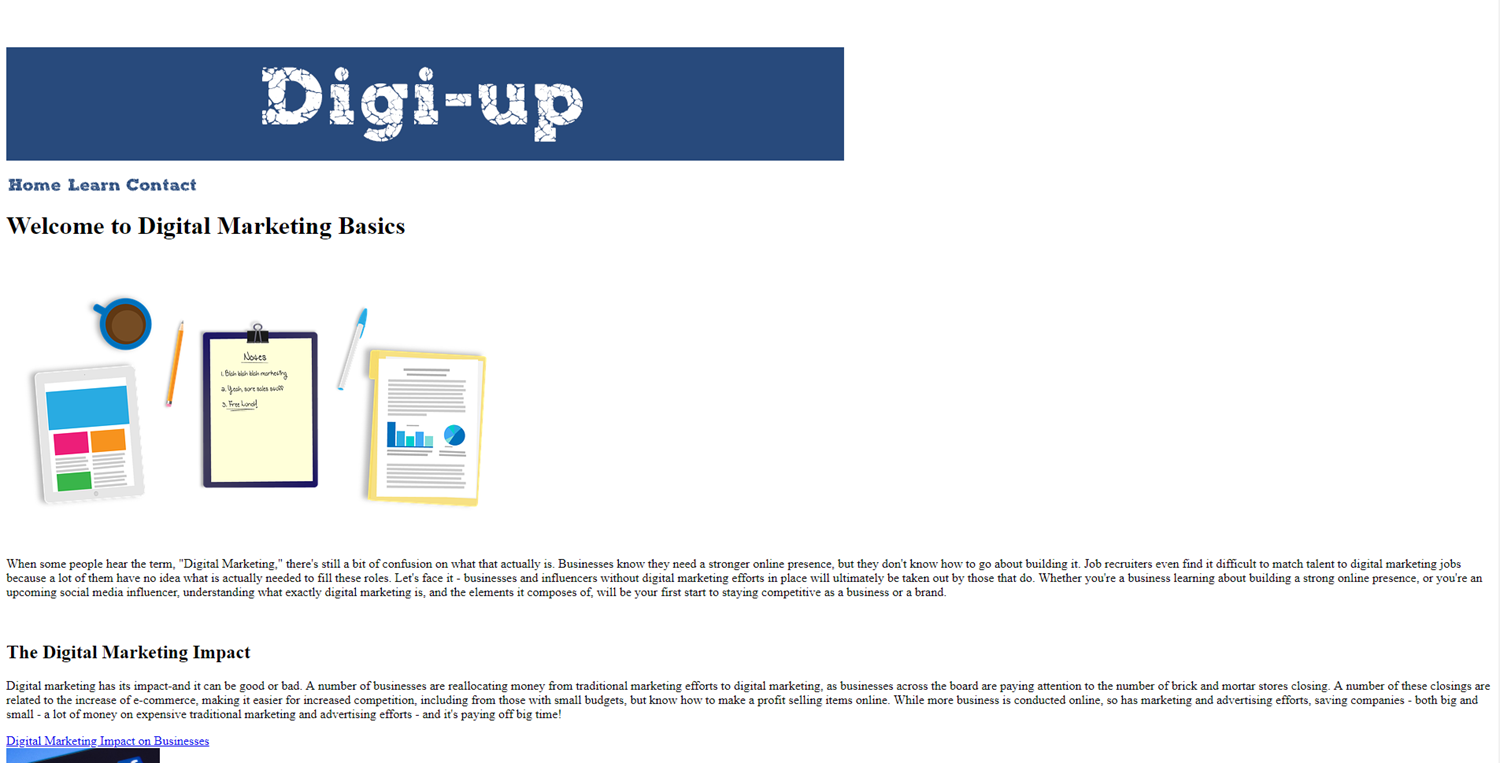 Digi-up
Home Learn Contact
Welcome to Digital Marketing Basics
Notes
1. Blah blah blah marketing
2. Yeah, sure sales stuff
3. Free Lunch!
When some people hear the term, "Digital Marketing," there's still a bit of confusion on what that actually is. Businesses know they need a stronger online presence, but they don't know how to go about building it. Job recruiters even find it difficult to match talent to digital marketing jobs
because a lot of them have no idea what is actually needed to fill these roles. Let's face it - businesses and influencers without digital marketing efforts in place will ultimately be taken out by those that do. Whether you're a business learning about building a strong online presence, or you're an
upcoming social media influencer, understanding what exactly digital marketing is, and the elements it composes of, will be your first start to staying competitive as a business or a brand.
The Digital Marketing Impact
Digital marketing has its impact-and it can be good or bad. A number of businesses are reallocating money from traditional marketing efforts to digital marketing, as businesses across the board are paying attention to the number of brick and mortar stores closing. A number of these closings are
related to the increase of e-commerce, making it easier for increased competition, including from those with small budgets, but know how to make a profit selling items online. While more business is conducted online, so has marketing and advertising efforts, saving companies - both big and
small - a lot of money on expensive traditional marketing and advertising efforts - and it's paying off big time!
Digital Marketing Impact on Businesses